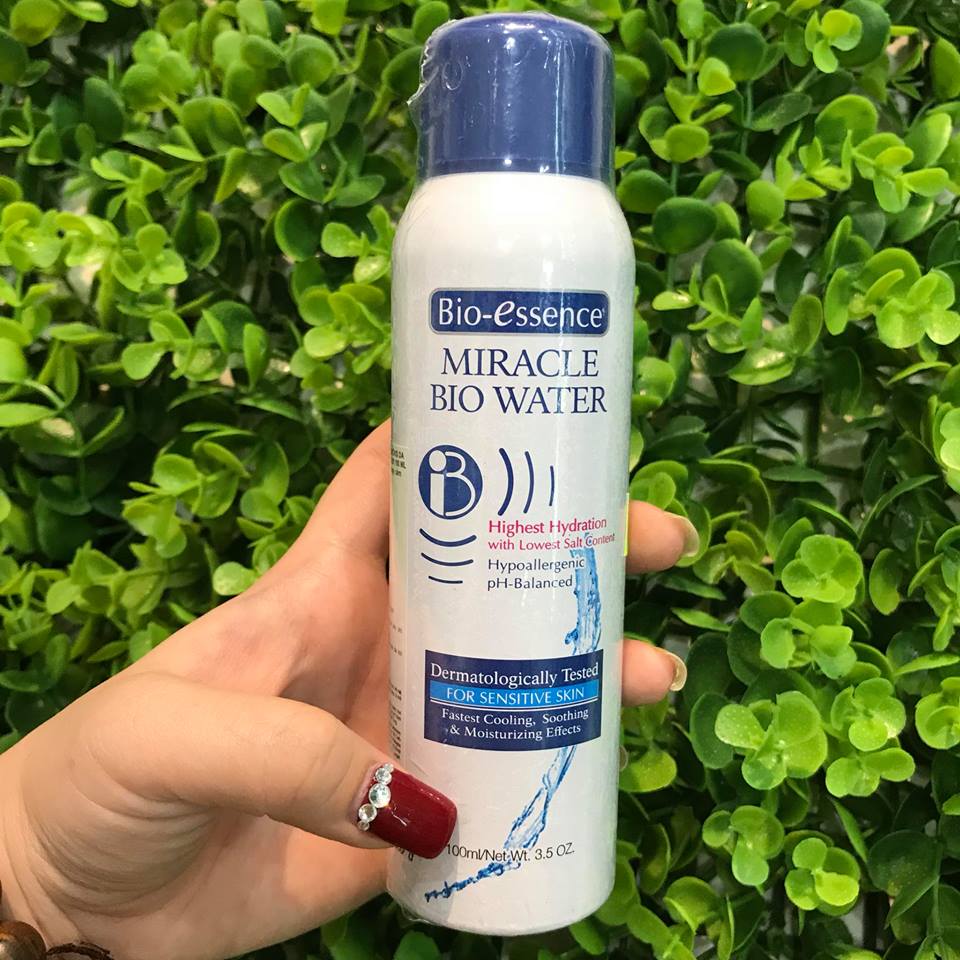 Bio-essence
MIRACLE
BIO WATER
iB
Highest Hydration
with Lowest Salt Content
Hypoallergenic
pH-Balanced
Dermatologically Tested
FOR SENSITIVE SKIN
Fastest Cooling, Soothing
& Moisturizing Effects
100ml/Net Wt. 3.5 OZ.